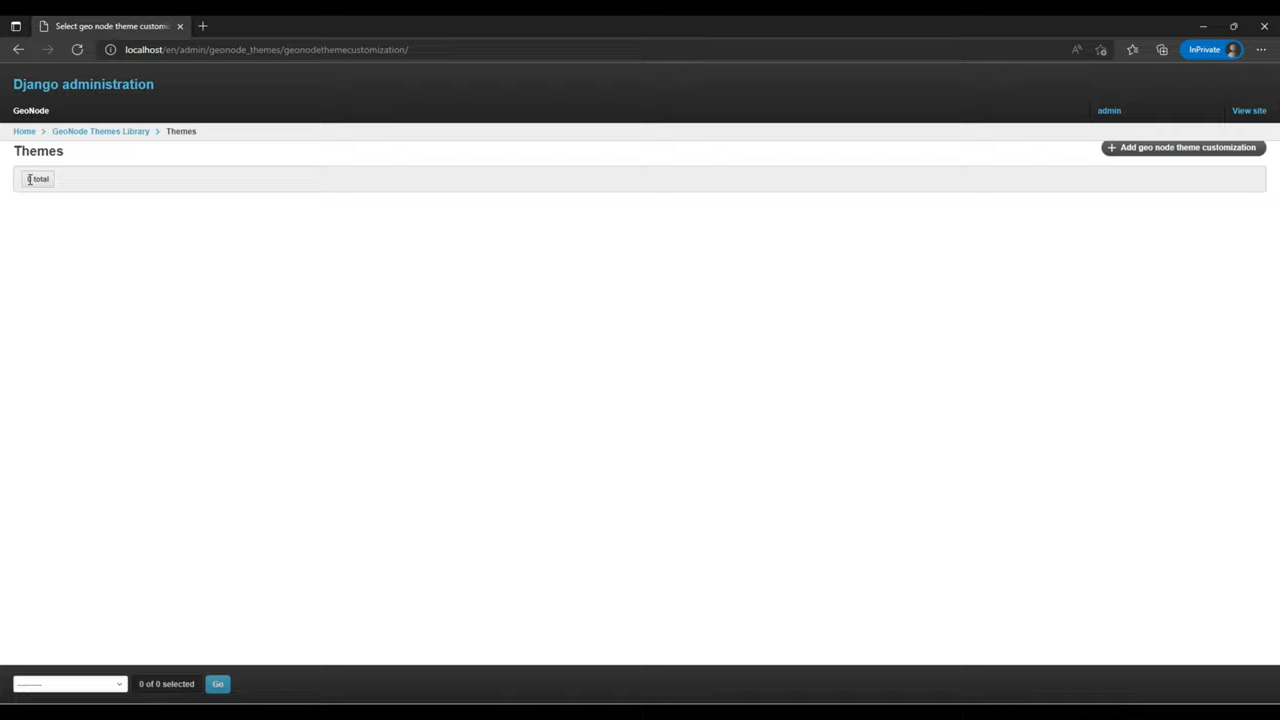 Select geo node theme customi
localhost/en/admin/geonode_themes/geonodethemecustomization/
InPrivate
Django administration
GeoNode
admin
View site
Home > GeoNode Themes Library > Themes
Themes
+ Add geo node theme customization
total
---------
0 of 0 selected
Go